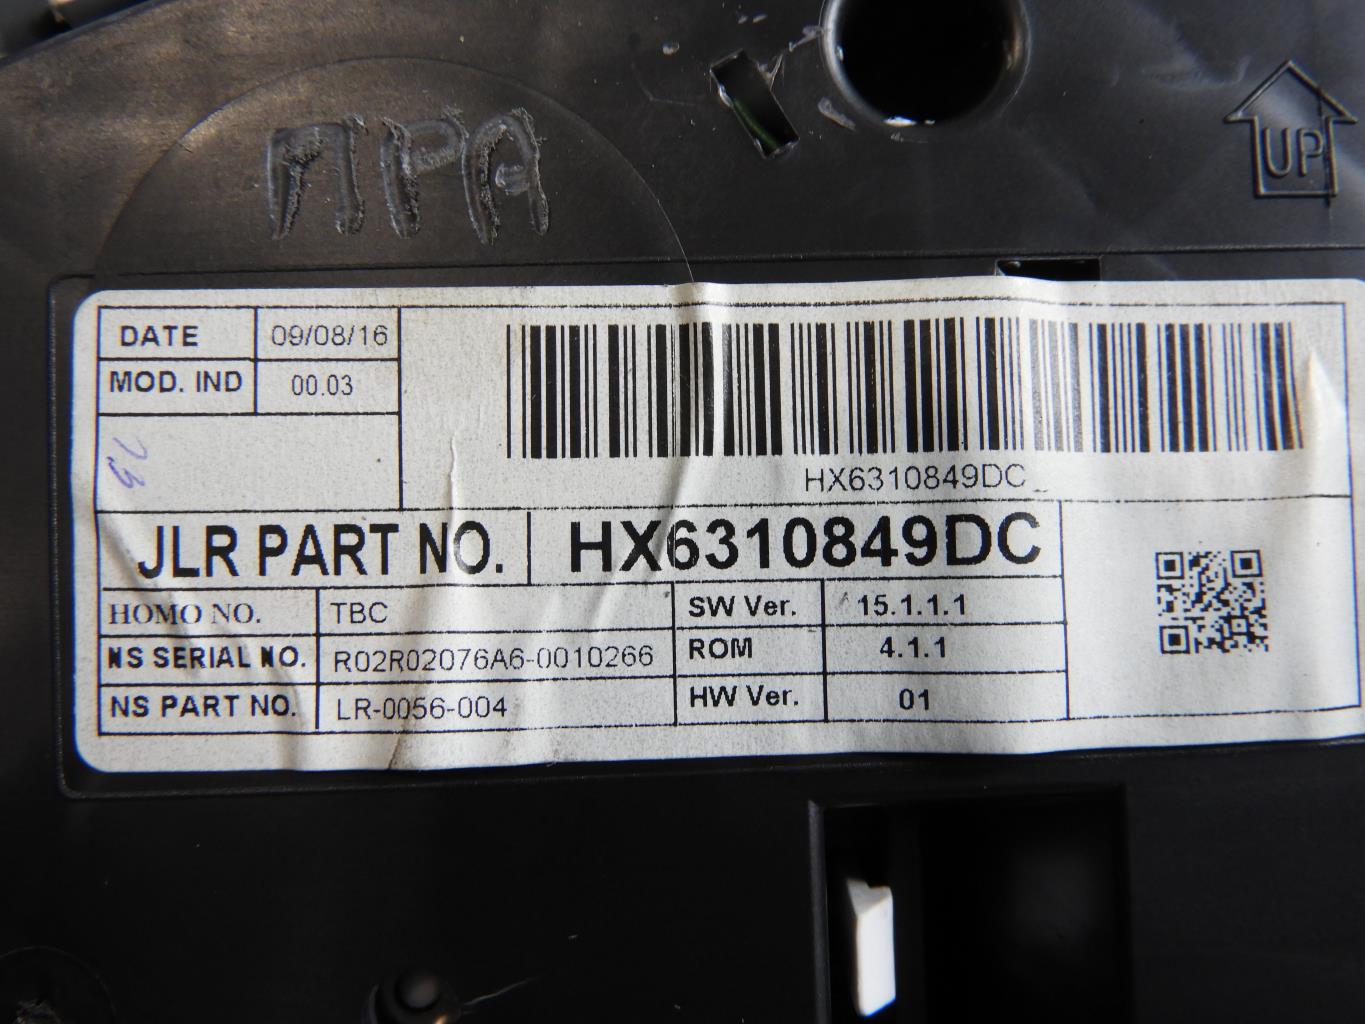 ПРА
UP
DATE 09/08/16
MOD. IND 00.03
HX6310849DC
JLR PART NO. HX6310849DC
HOMO NO. TBC
NS SERIAL NO. R02R02076A6-0010266
NS PART NO. LR-0056-004
SW Ver. 15.1.1.1
ROM 4.1.1
HW Ver. 01